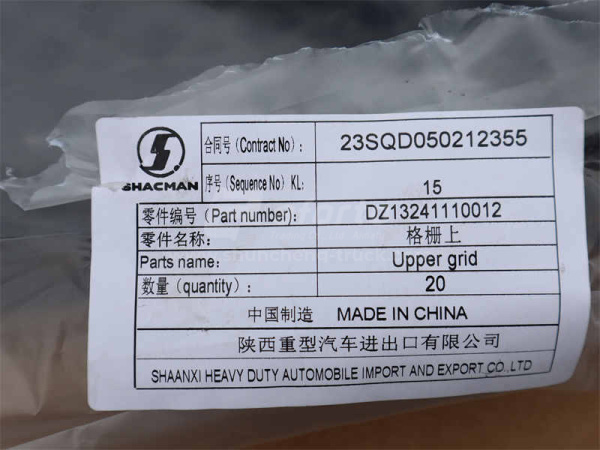 SHACMAN
合同号 (Contract No): 23SQD050212355
序号 (Sequence No) KL: 15
零件编号 (Part number): DZ13241110012
零件名称: 格栅上
Parts name: Upper grid
数量 (quantity): 20
中国制造 MADE IN CHINA
陕西重型汽车进出口有限公司
SHAANXI HEAVY DUTY AUTOMOBILE IMPORT AND EXPORT CO.,LTD